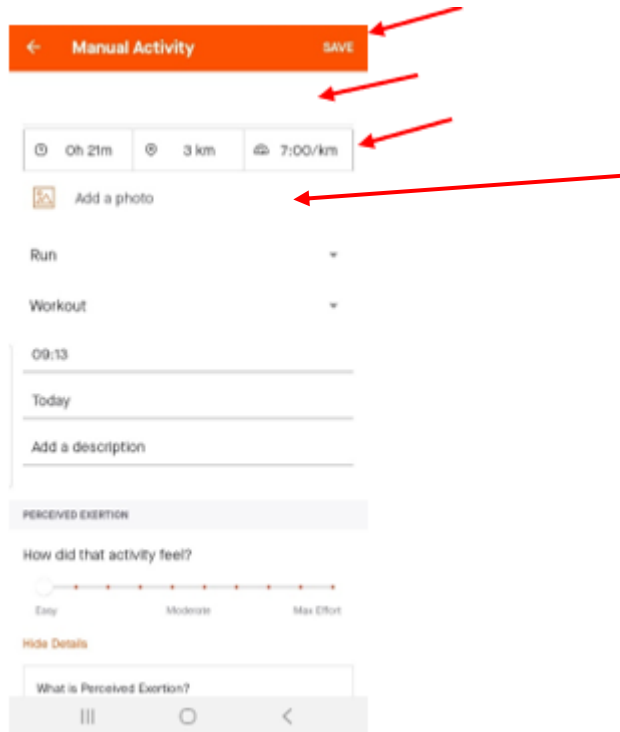 Manual Activity SAVE
0h 21m 3 km 7:00/km
Add a photo
Run
Workout
09:13
Today
Add a description
PERCEIVED EXERTION
How did that activity feel?
Easy Moderate Max Effort
Hide Details
What is Perceived Exertion?